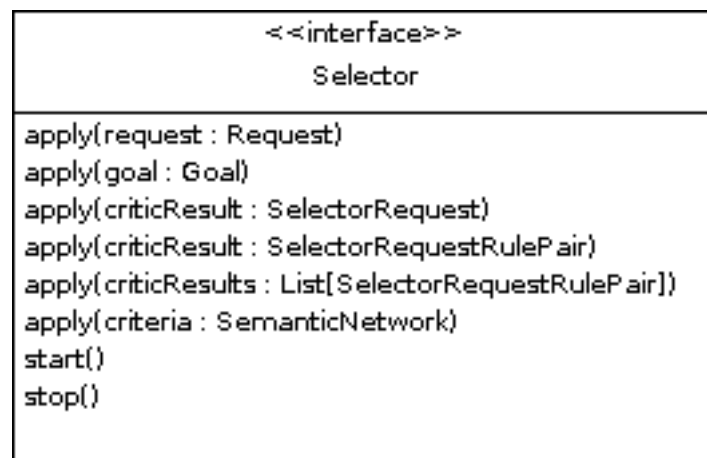 <<interface>>
Selector
apply(request : Request)
apply(goal : Goal)
apply(criticResult : SelectorRequest)
apply(criticResult : SelectorRequestRulePair)
apply(criticResults : List[SelectorRequestRulePair])
apply(criteria : SemanticNetwork)
start()
stop()